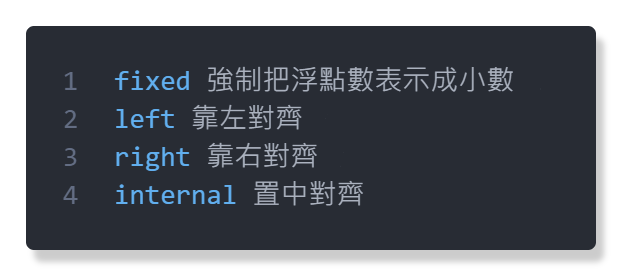 1 fixed 強制把浮點數表示成小數
2 left 靠左對齊
3 right 靠右對齊
4 internal 置中對齊